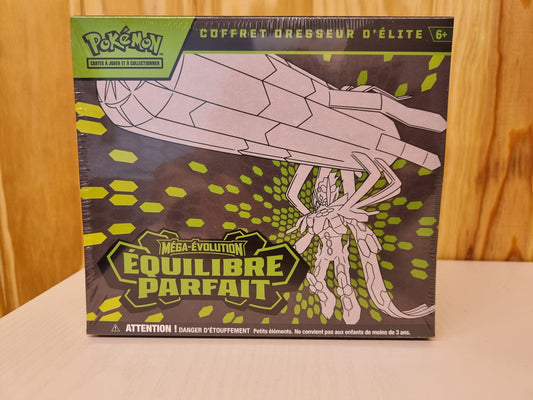 POKÉMON
CARTES À JOUER ET À COLLECTIONNER
COFFRET DRESSEUR D'ÉLITE 6+
MÉGA-ÉVOLUTION
ÉQUILIBRE
PARFAIT
ATTENTION ! DANGER D'ÉTOUFFEMENT Petits éléments. Ne convient pas aux enfants de moins de 3 ans.